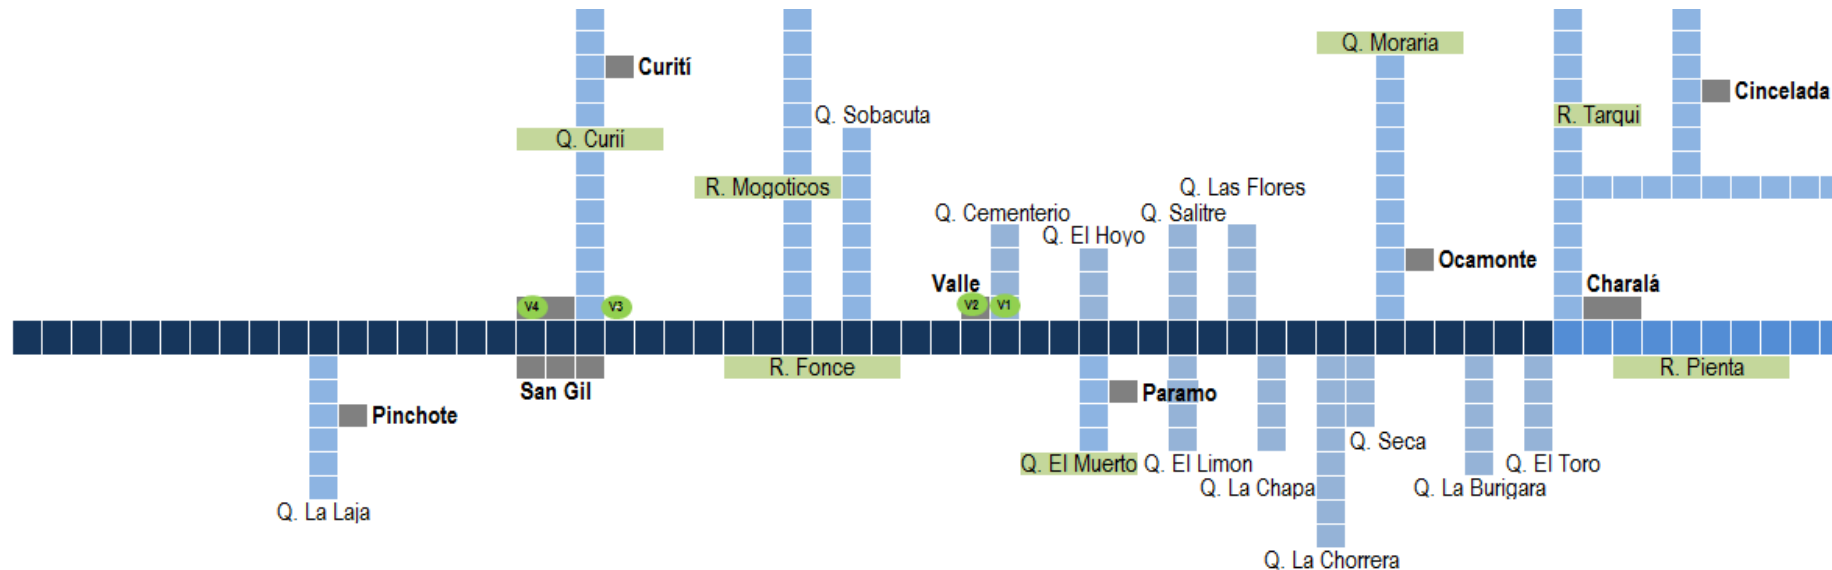 Q. Moraria
Curití
Cincelada
Q. Sobacuta
R. Tarqui
Q. Curií
R. Mogoticos
Q. Las Flores
Q. Cementerio
Q. Salitre
Q. El Hoyo
Ocamonte
Valle
Charalá
V4
V3
V2
V1
R. Fonce
R. Pienta
San Gil
Paramo
Pinchote
Q. Seca
Q. El Muerto
Q. El Limon
Q. El Toro
Q. La Chapa
Q. La Burigara
Q. La Laja
Q. La Chorrera